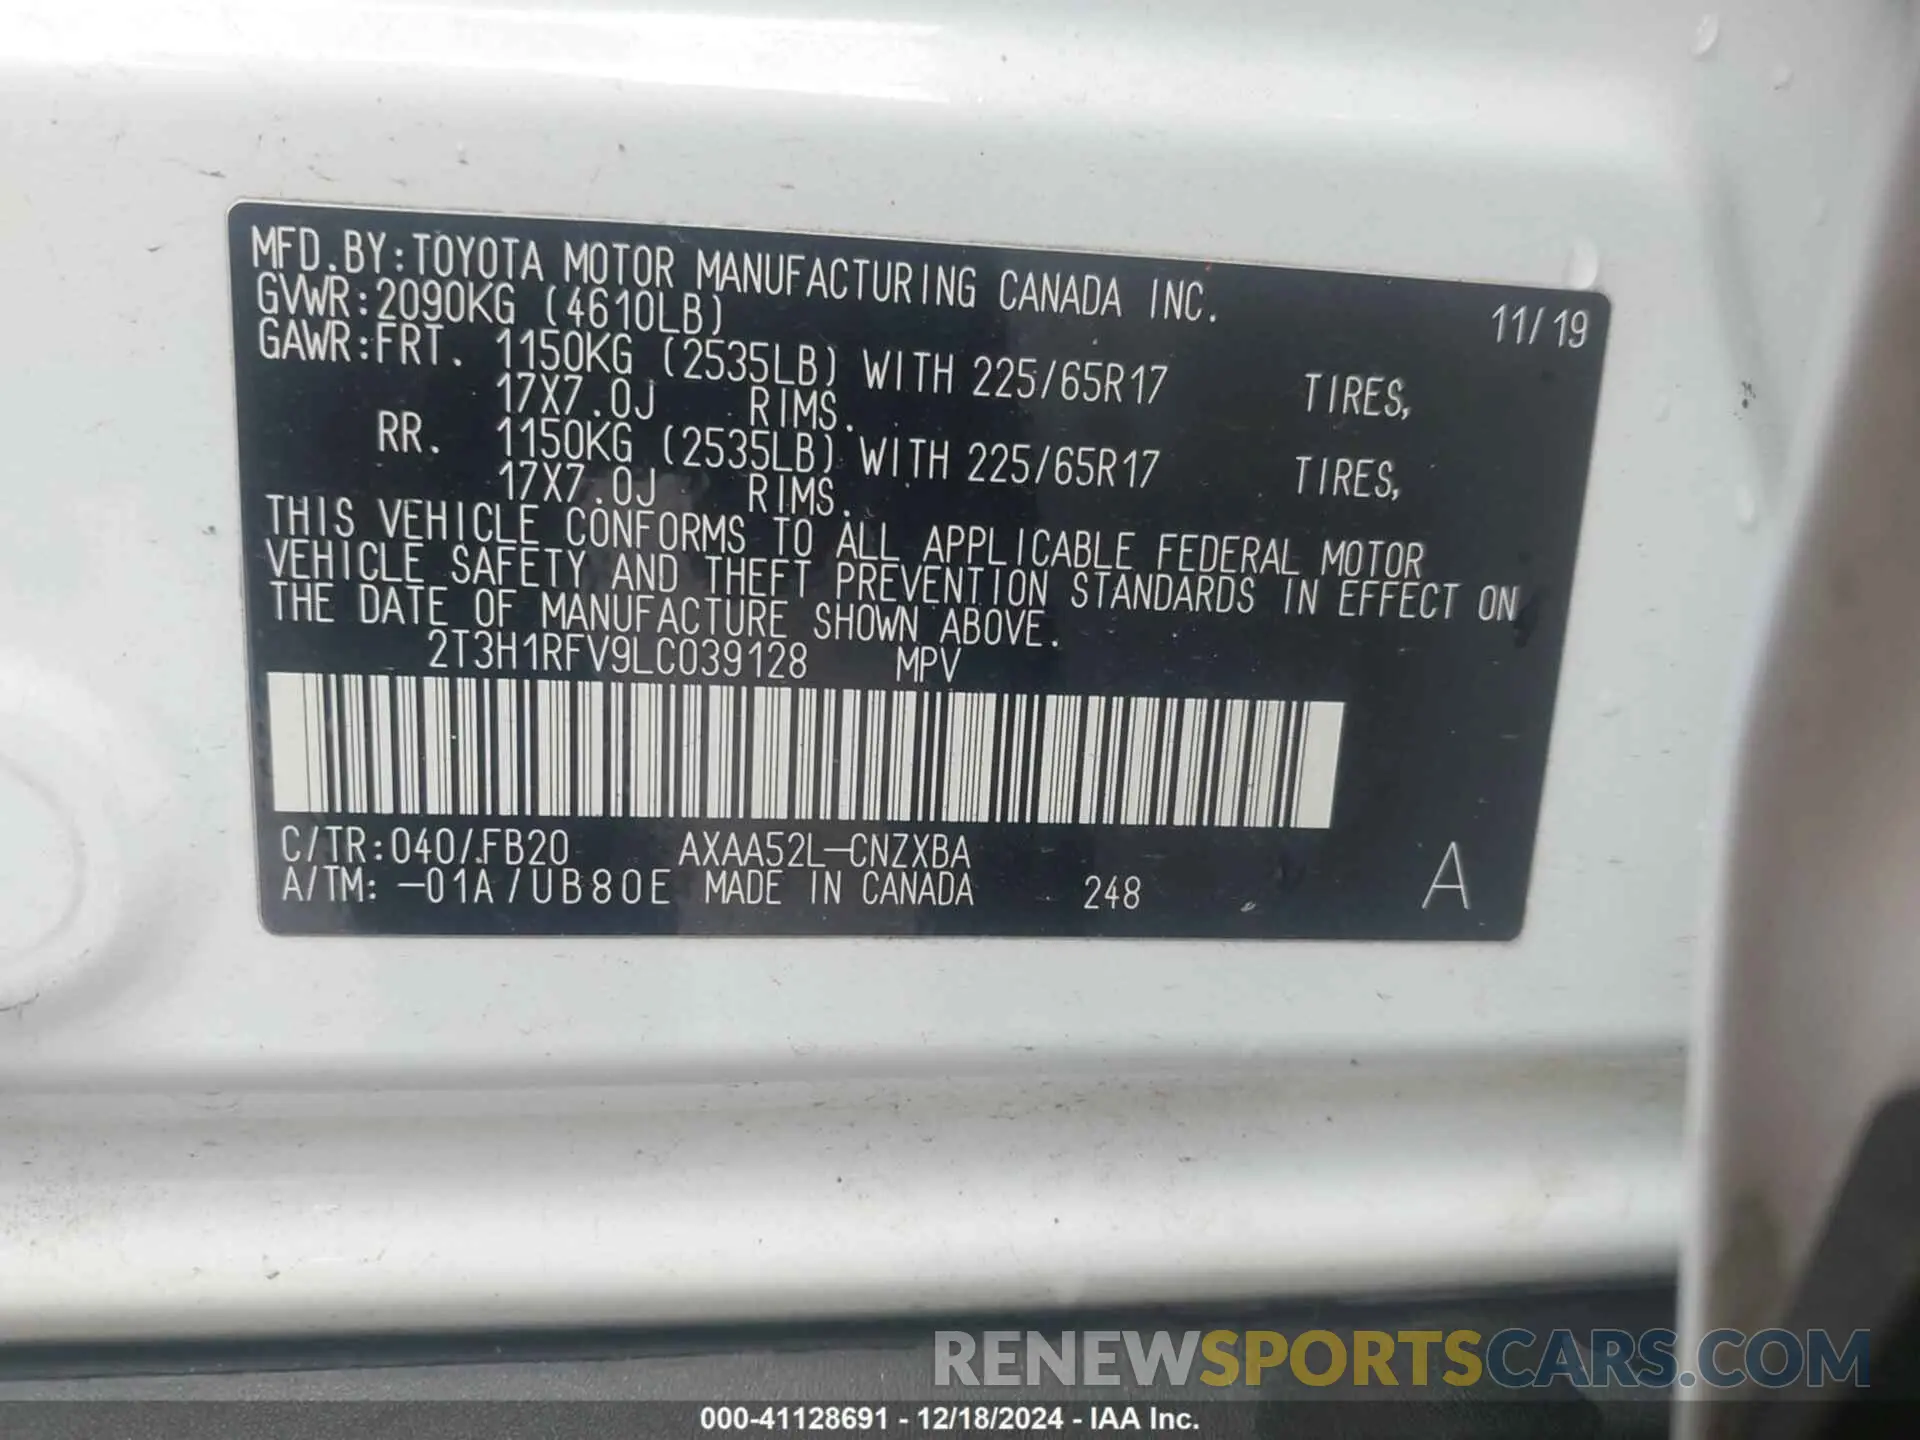 MFD.BY:TOYOTA MOTOR MANUFACTURING CANADA INC. 11/19
GVWR:2090KG (4610LB)
GAWR:FRT. 1150KG (2535LB) WITH 225/65R17 TIRES,
17X7.0J RIMS.
RR. 1150KG (2535LB) WITH 225/65R17 TIRES,
17X7.0J RIMS.
THIS VEHICLE CONFORMS TO ALL APPLICABLE FEDERAL MOTOR
VEHICLE SAFETY AND THEFT PREVENTION STANDARDS IN EFFECT ON
THE DATE OF MANUFACTURE SHOWN ABOVE.
2T3H1RFV9LC039128 MPV
C/TR:040/.FB20 AXAA52L-CNZXBA
A/TM:-01A/UB80E MADE IN CANADA 248 A
RENEWSPORTSCARS.COM
000-41128691 - 12/18/2024 - IAA Inc.